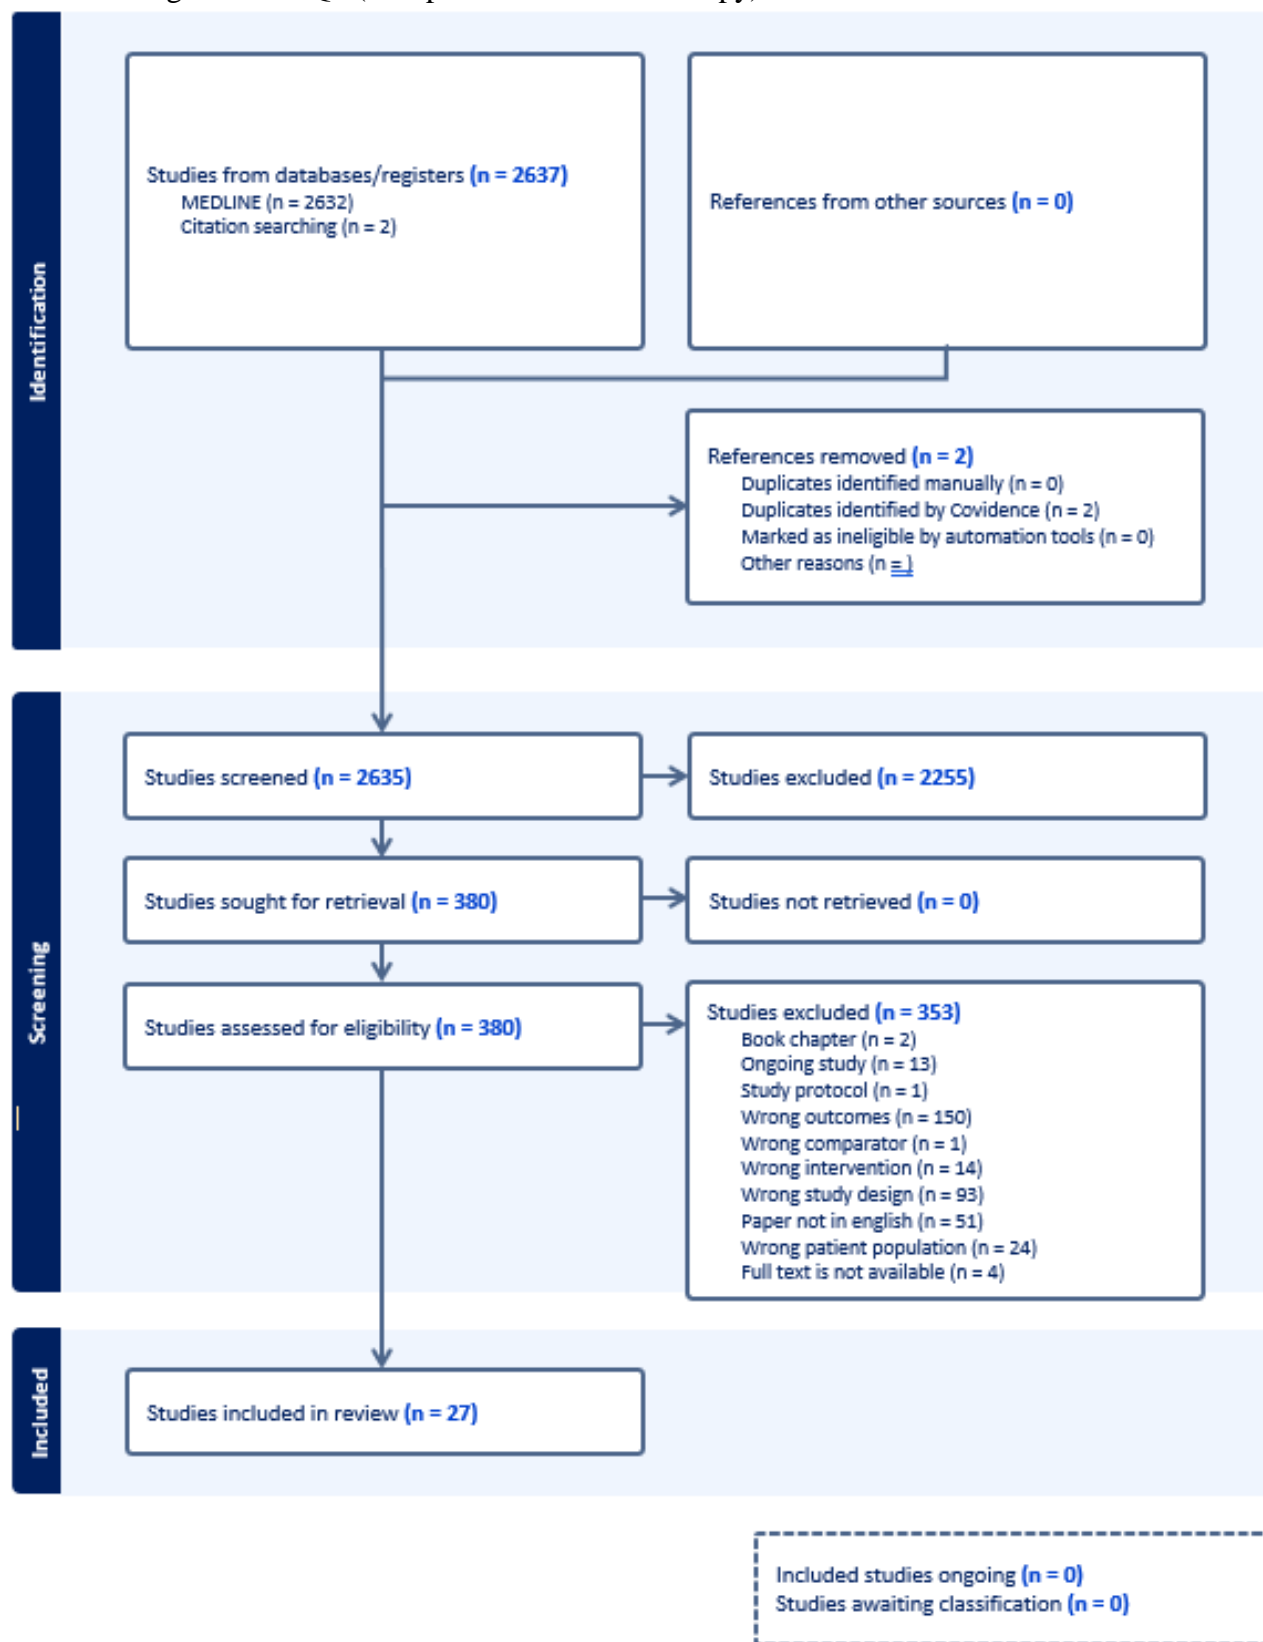 Identification
Studies from databases/registers (n = 2637)
MEDLINE (n = 2632)
Citation searching (n = 2)
References from other sources (n = 0)
References removed (n = 2)
Duplicates identified manually (n = 0)
Duplicates identified by Covidence (n = 2)
Marked as ineligible by automation tools (n = 0)
Other reasons (n = )
Screening
Studies screened (n = 2635)
Studies excluded (n = 2255)
Studies sought for retrieval (n = 380)
Studies not retrieved (n = 0)
Studies assessed for eligibility (n = 380)
Studies excluded (n = 353)
Book chapter (n = 2)
Ongoing study (n = 13)
Study protocol (n = 1)
Wrong outcomes (n = 150)
Wrong comparator (n = 1)
Wrong intervention (n = 14)
Wrong study design (n = 93)
Paper not in english (n = 51)
Wrong patient population (n = 24)
Full text is not available (n = 4)
Included
Studies included in review (n = 27)
Included studies ongoing (n = 0)
Studies awaiting classification (n = 0)